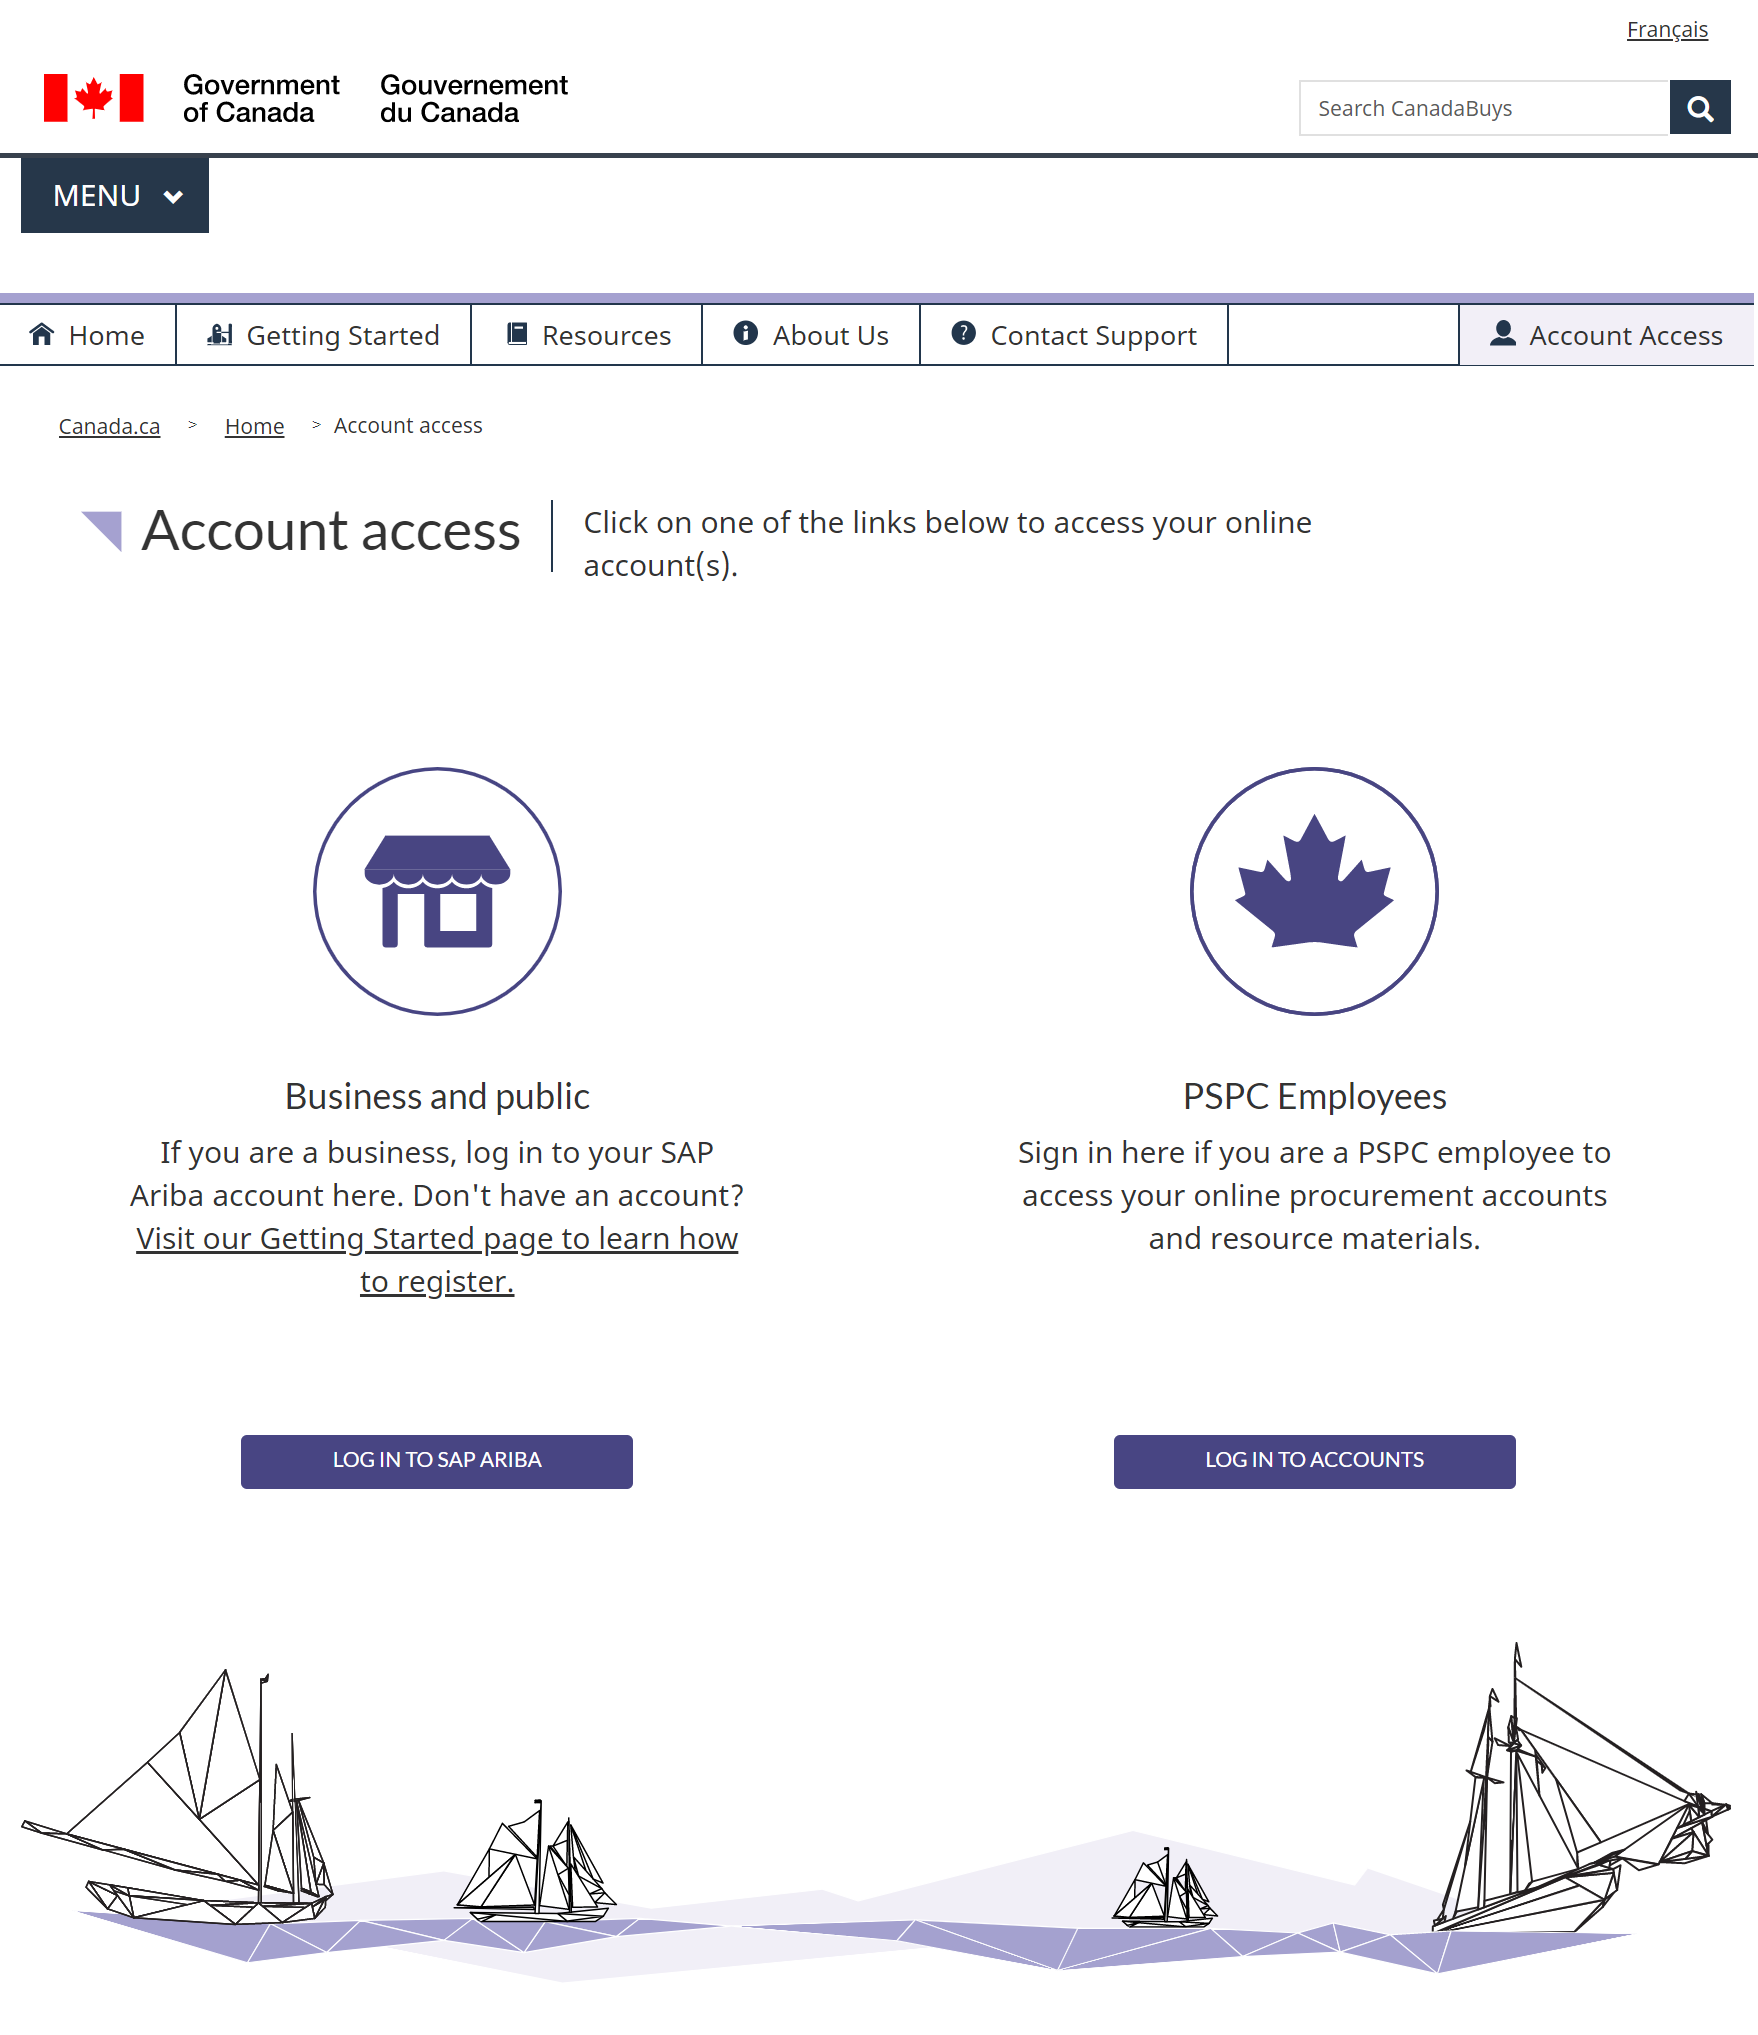 Français
Government
of Canada
Gouvernement
du Canada
Search CanadaBuys
MENU
Home
Getting Started
Resources
About Us
Contact Support
Account Access
Canada.ca > Home > Account access
Account access
Click on one of the links below to access your online
account(s).
Business and public
If you are a business, log in to your SAP
Ariba account here. Don't have an account?
Visit our Getting Started page to learn how
to register.
LOG IN TO SAP ARIBA
PSPC Employees
Sign in here if you are a PSPC employee to
access your online procurement accounts
and resource materials.
LOG IN TO ACCOUNTS